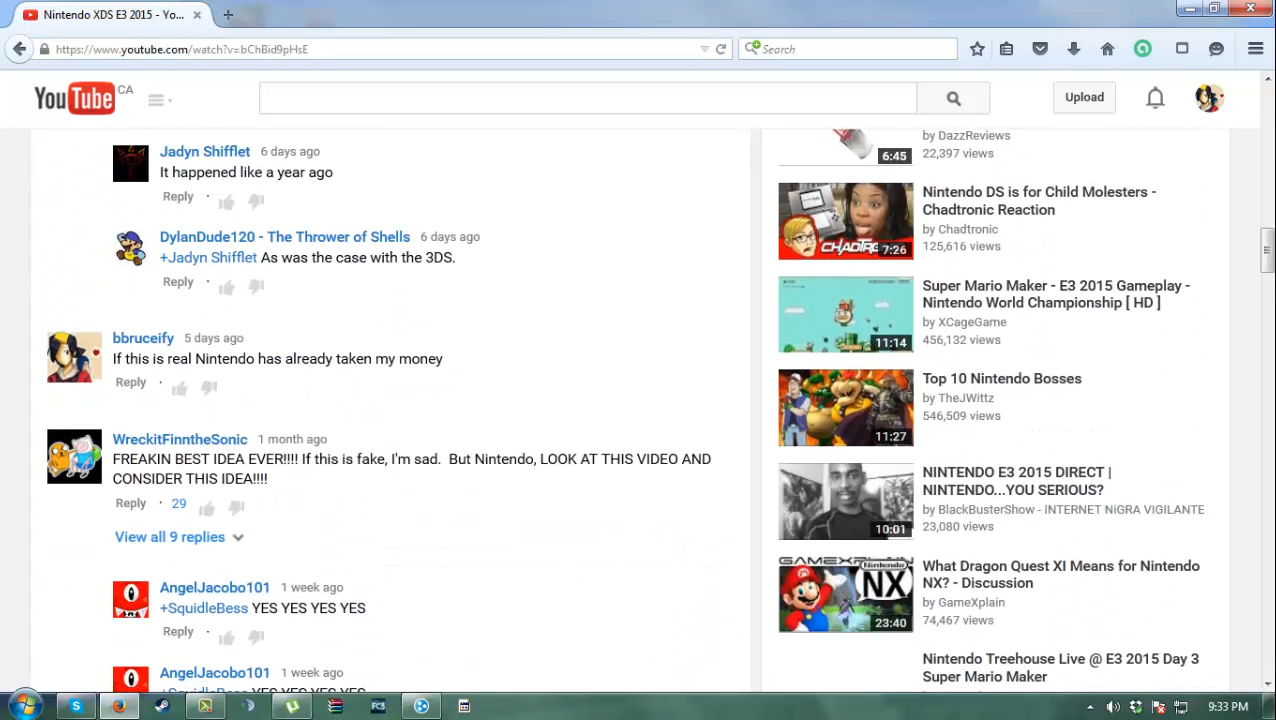 Nintendo XDS E3 2015 - Yo...
https://www.youtube.com/watch?v=bChBid9pHsE
Search
YouTube CA
Upload
Jadyn Shifflet 6 days ago
It happened like a year ago
Reply
DylanDude120 - The Thrower of Shells 6 days ago
+Jadyn Shifflet As was the case with the 3DS.
Reply
bbruceify 5 days ago
If this is real Nintendo has already taken my money
Reply
WreckitFinntheSonic 1 month ago
FREAKIN BEST IDEA EVER!!!! If this is fake, I'm sad. But Nintendo, LOOK AT THIS VIDEO AND
CONSIDER THIS IDEA!!!!
Reply · 29
View all 9 replies
AngelJacobo101 1 week ago
+SquidleBess YES YES YES YES
Reply
AngelJacobo101 1 week ago
+SquidleBess YES YES YES YES
by DazzReviews
22,397 views
6:45
Nintendo DS is for Child Molesters -
Chadtronic Reaction
by Chadtronic
125,616 views
7:26
Super Mario Maker - E3 2015 Gameplay -
Nintendo World Championship [ HD ]
by XCageGame
456,132 views
11:14
Top 10 Nintendo Bosses
by TheJWittz
546,509 views
11:27
NINTENDO E3 2015 DIRECT |
NINTENDO...YOU SERIOUS?
by BlackBusterShow - INTERNET NiGRA VIGILANTE
23,080 views
10:01
What Dragon Quest XI Means for Nintendo
NX? - Discussion
by GameXplain
74,467 views
GAMEXPLAIN
Nintendo
NX
23:40
Nintendo Treehouse Live @ E3 2015 Day 3
Super Mario Maker
9:33 PM